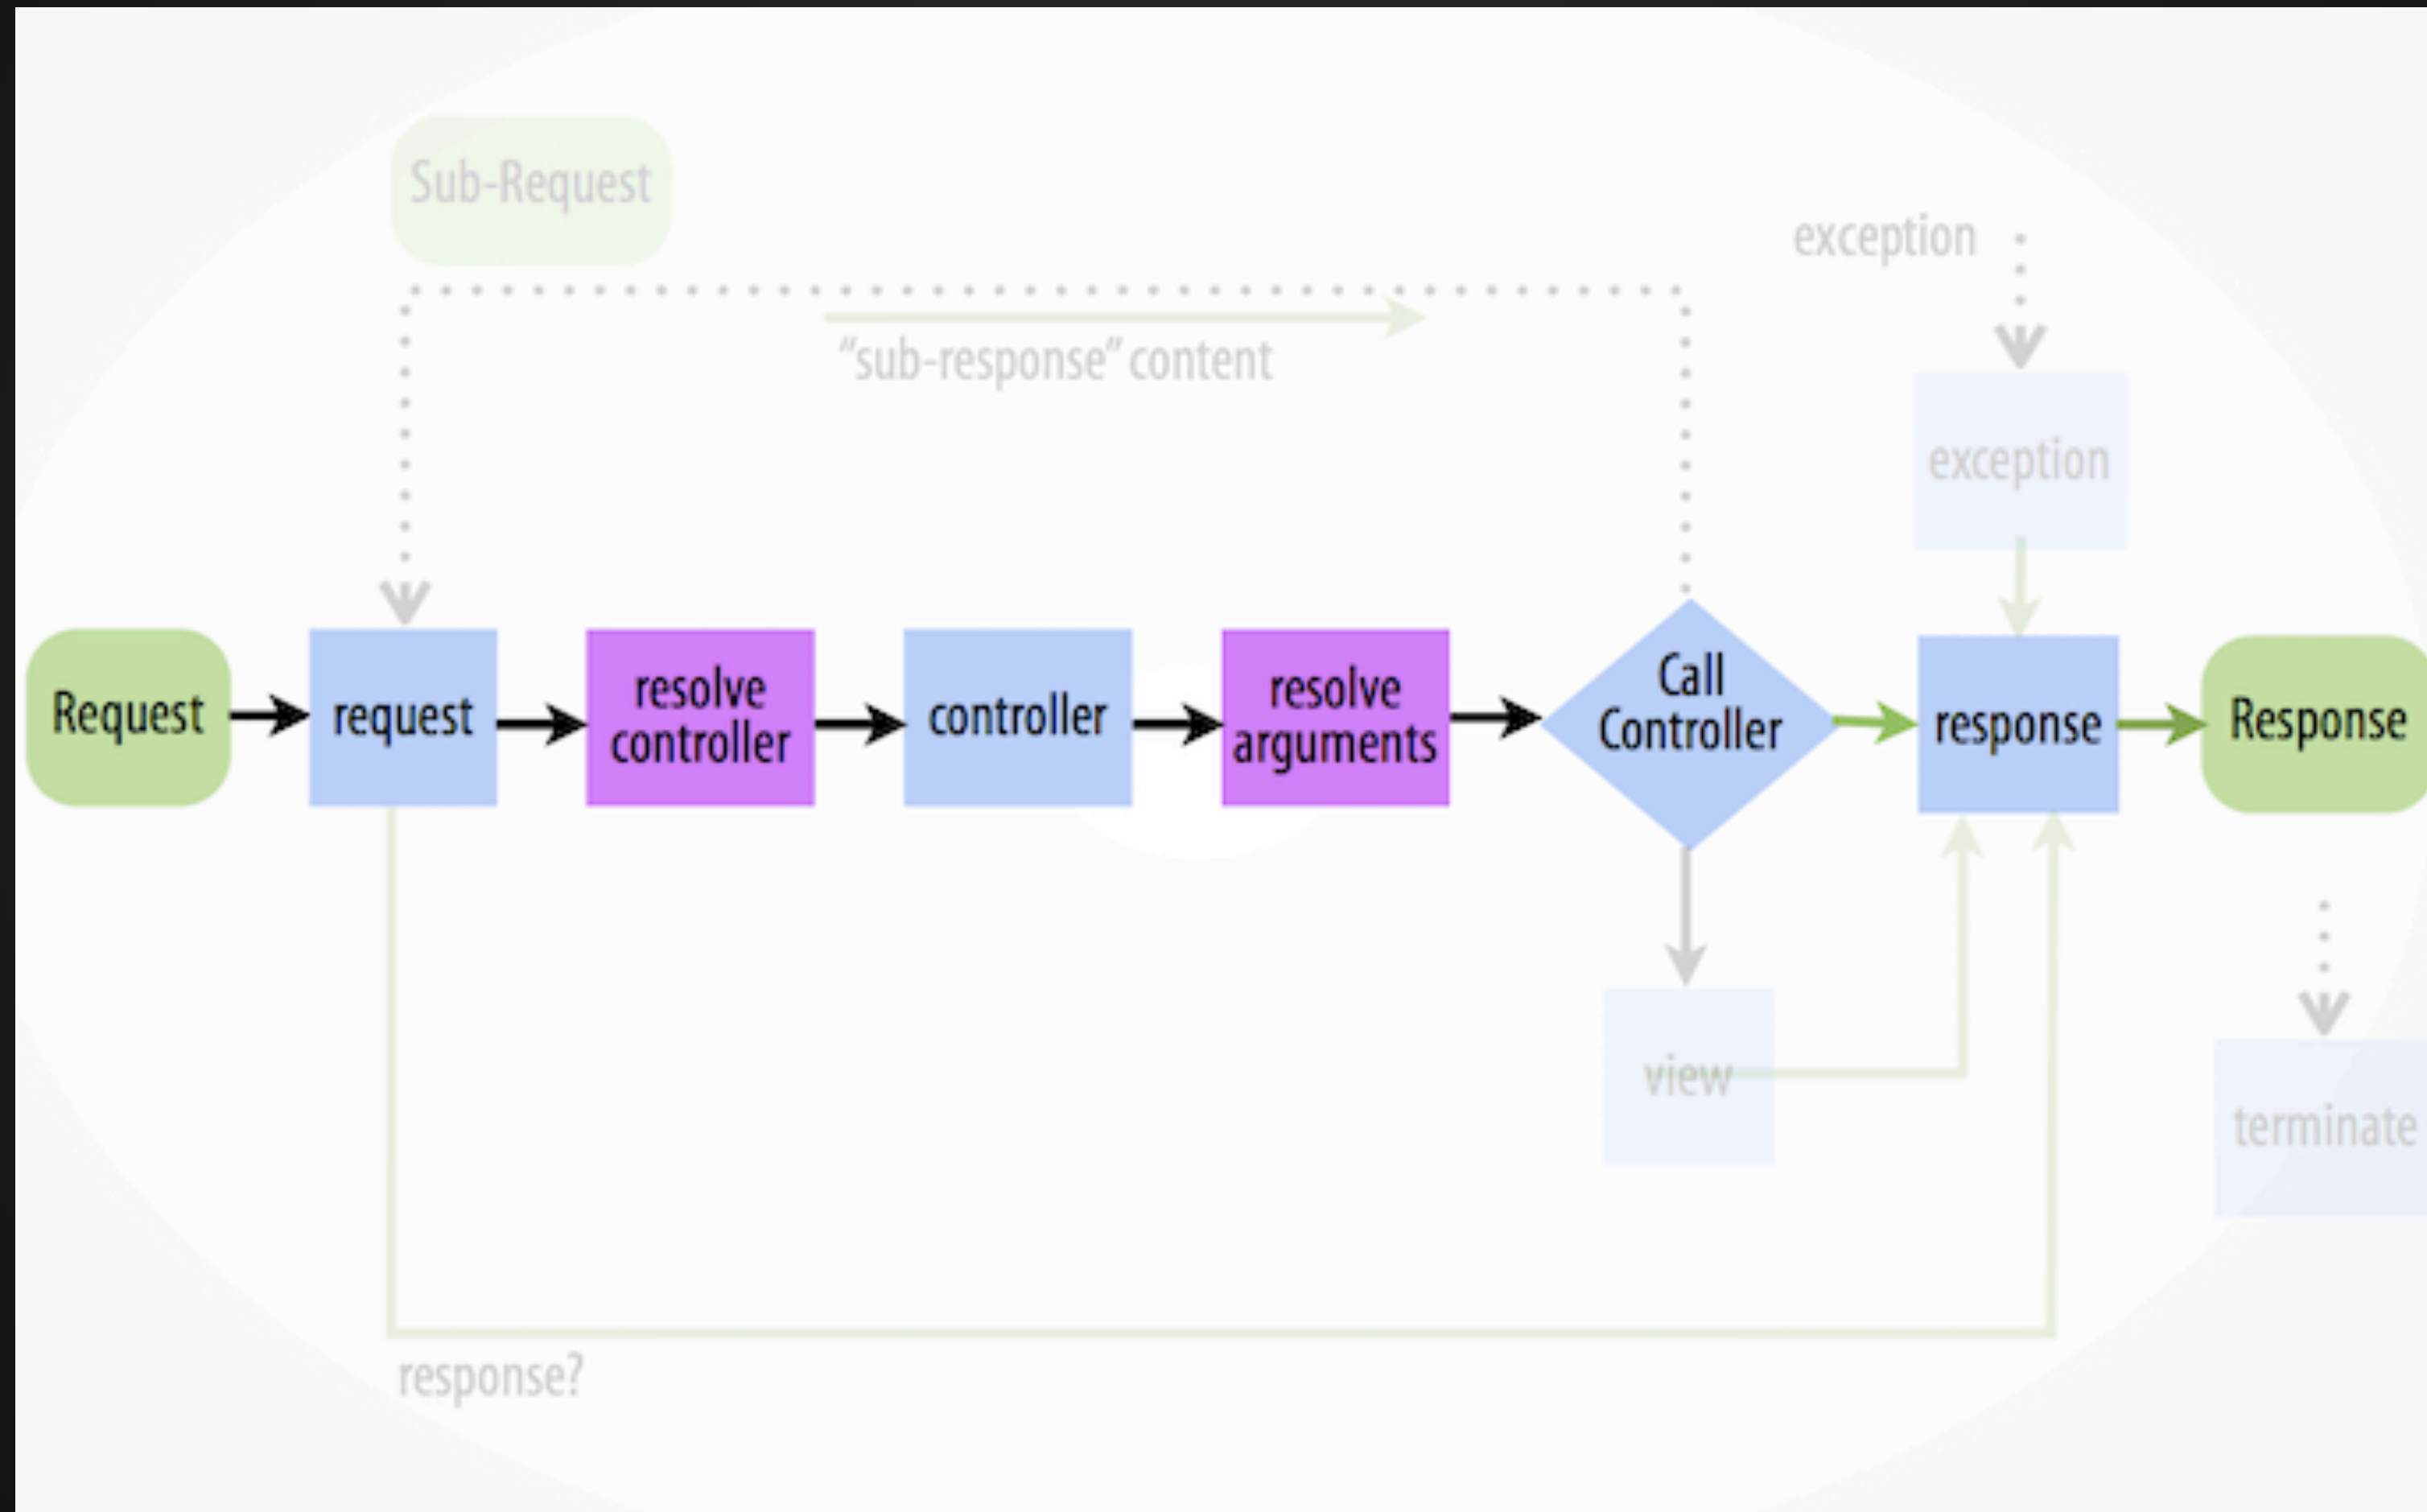 Sub-Request
exception
“sub-response” content
exception
Request
request
resolve
controller
controller
resolve
arguments
Call
Controller
response
Response
view
terminate
response?